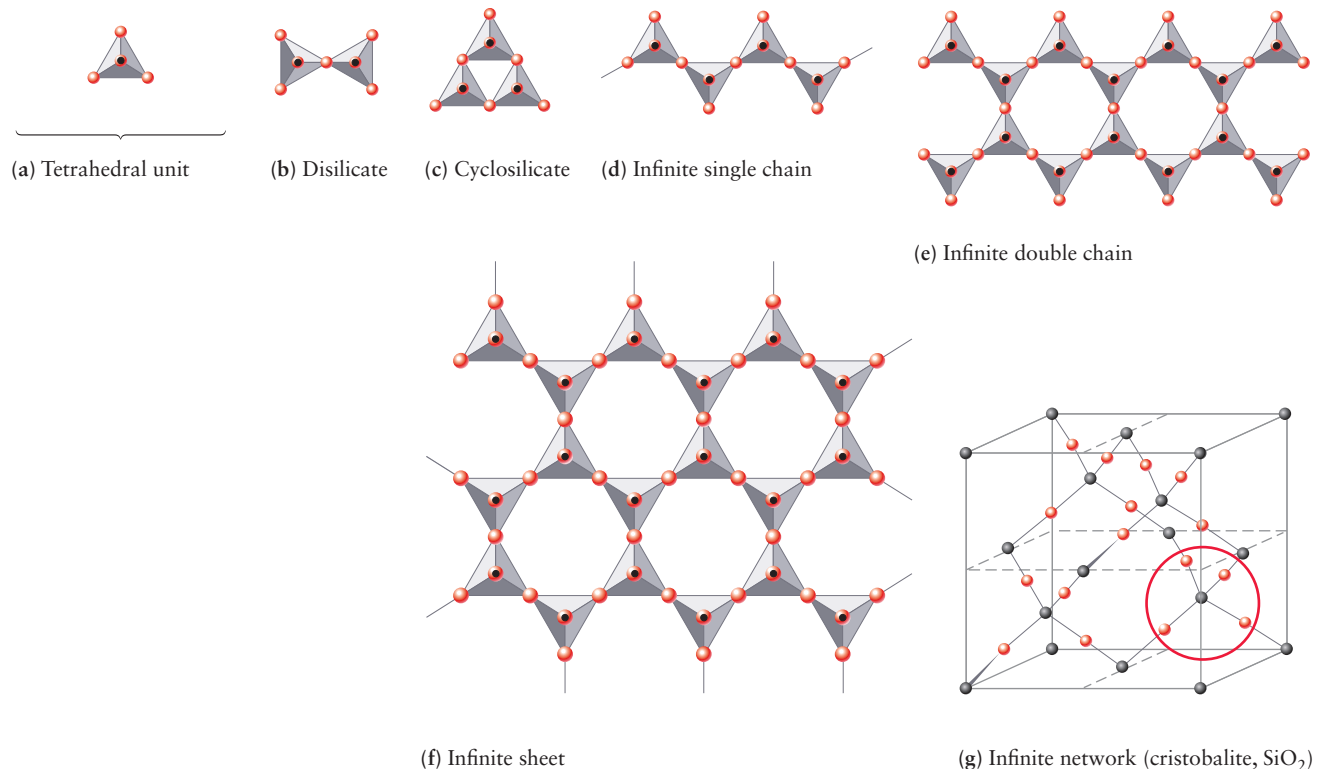 (a) Tetrahedral unit
(b) Disilicate
(c) Cyclosilicate
(d) Infinite single chain
(e) Infinite double chain
(f) Infinite sheet
(g) Infinite network (cristobalite, SiO₂)